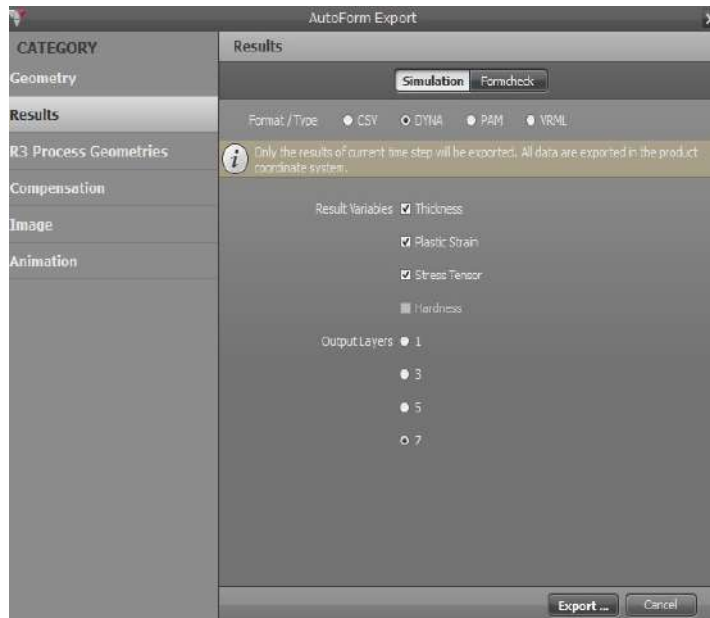 AutoForm Export
CATEGORY
Geometry
Results
R3 Process Geometries
Compensation
Image
Animation
Results
Simulation Formcheck
Format / Type CSV DYNA PAM VRML
Only the results of current time step will be exported. All data are exported in the product
coordinate system.
Result Variables Thickness
Plastic Strain
Stress Tensor
Hardness
Output Layers 1
3
5
7
Export ... Cancel